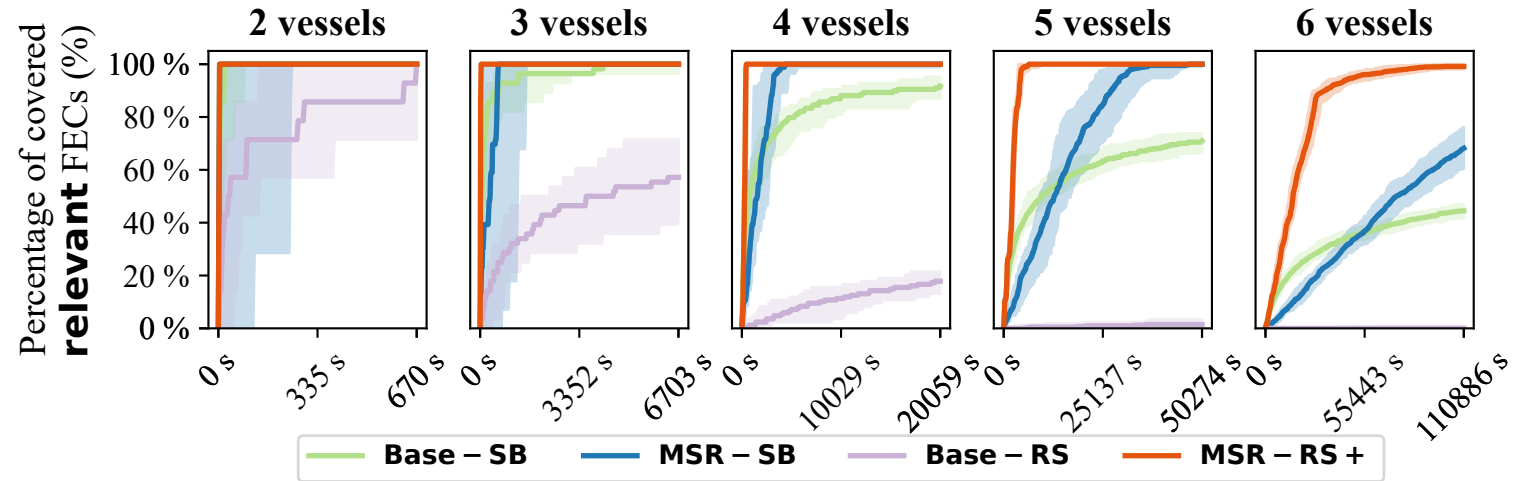 2 vessels
3 vessels
4 vessels
5 vessels
6 vessels
Percentage of covered
relevant FECs (%)
100 %
80 %
60 %
40 %
20 %
0 %
0 s
335 s
670 s
0 s
3352 s
6703 s
0 s
10029 s
20059 s
0 s
25137 s
50274 s
0 s
55443 s
110886 s
Base − SB
MSR − SB
Base − RS
MSR − RS +